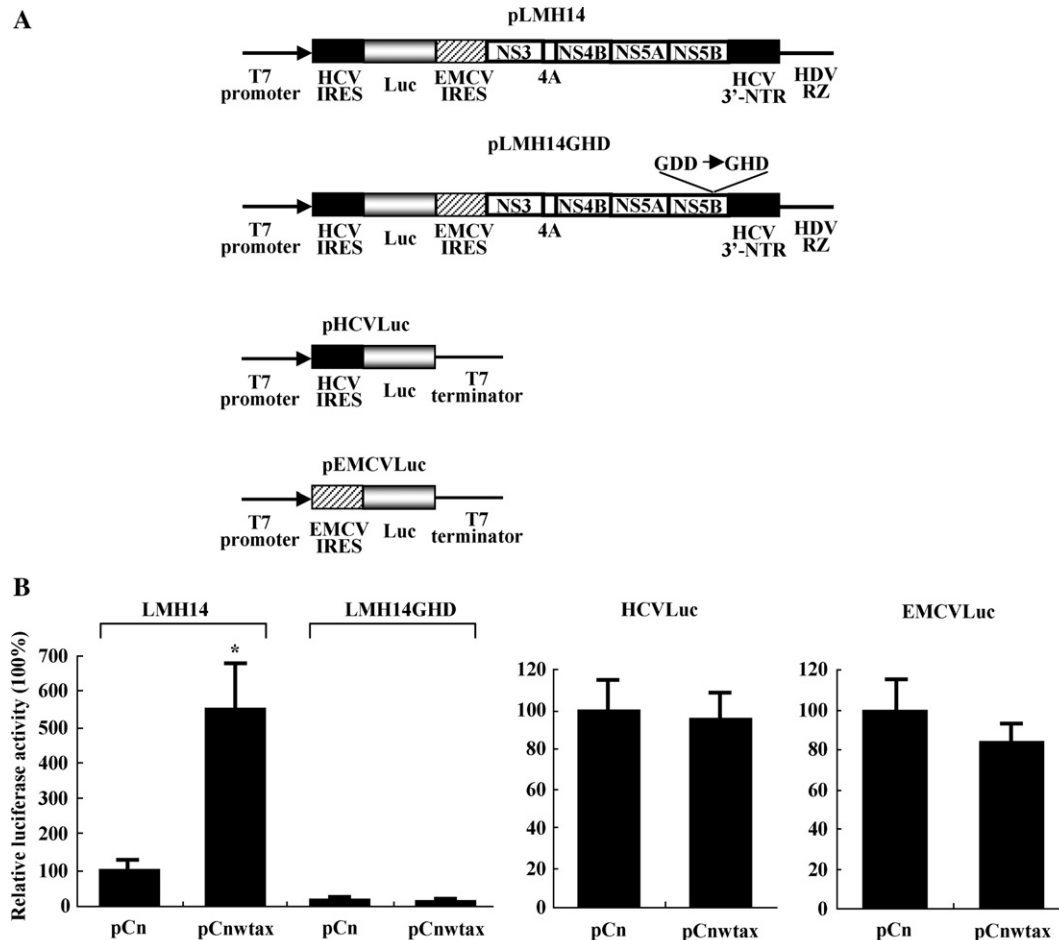 A
pLMH14
NS3 NS4B NS5A NS5B
T7 promoter HCV IRES Luc EMCV IRES 4A HCV 3'-NTR HDV RZ
pLMH14GHD
GDD GHD
NS3 NS4B NS5A NS5B
T7 promoter HCV IRES Luc EMCV IRES 4A HCV 3'-NTR HDV RZ
pHCVLuc
T7 promoter HCV IRES Luc T7 terminator
pEMCVLuc
T7 promoter EMCV IRES Luc T7 terminator
B
LMH14 LMH14GHD HCVLuc EMCVLuc
Relative luciferase activity (100%)
700
600
500
400
300
200
100
0
*
pCn pCnwtax pCn pCnwtax
120
100
80
60
40
20
0
pCn pCnwtax
120
100
80
60
40
20
0
pCn pCnwtax